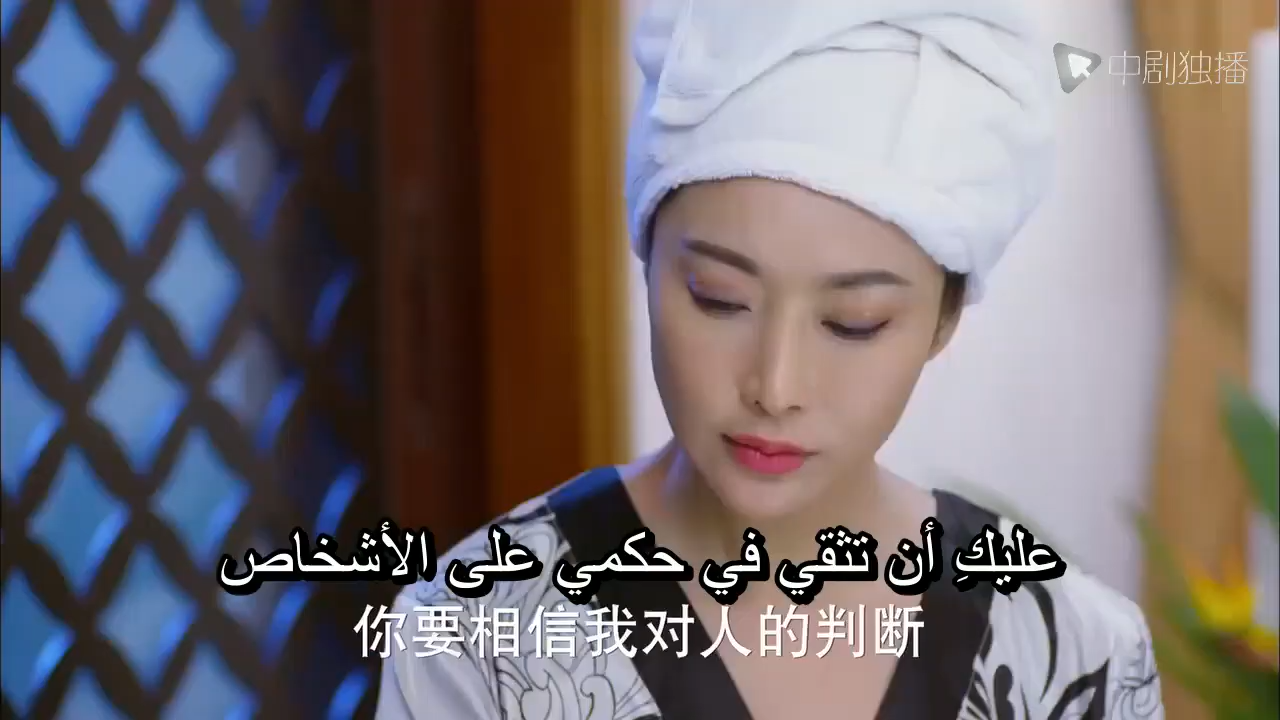 中剧独播
عليكِ أن تثقي في حكمي على الأشخاص
你要相信我对人的判断